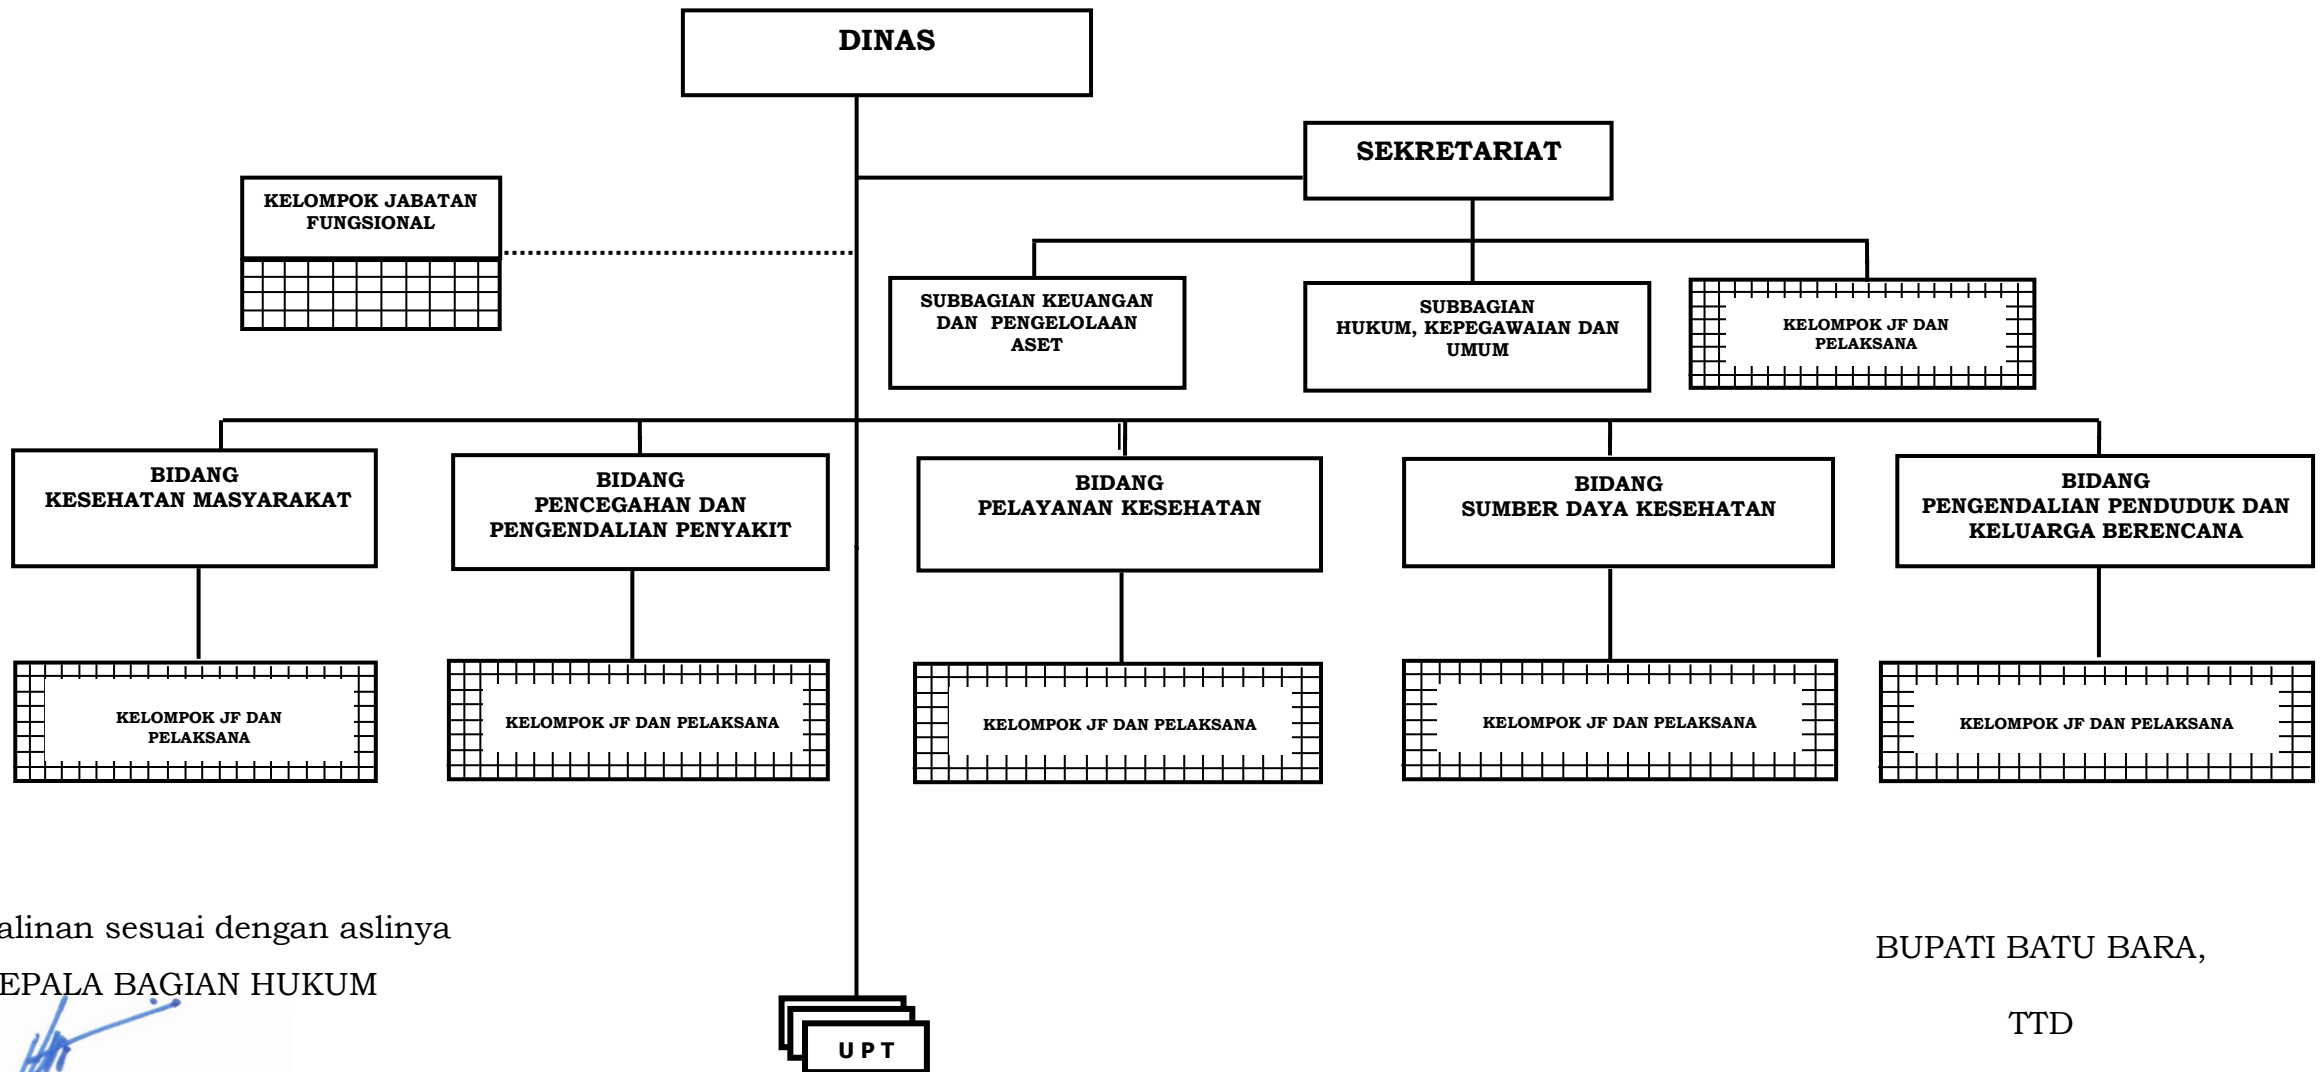 DINAS
SEKRETARIAT
KELOMPOK JABATAN
FUNGSIONAL
SUBBAGIAN KEUANGAN
DAN PENGELOLAAN
ASET
SUBBAGIAN
HUKUM, KEPEGAWAIAN DAN
UMUM
KELOMPOK JF DAN
PELAKSANA
BIDANG
KESEHATAN MASYARAKAT
BIDANG
PENCEGAHAN DAN
PENGENDALIAN PENYAKIT
BIDANG
PELAYANAN KESEHATAN
BIDANG
SUMBER DAYA KESEHATAN
BIDANG
PENGENDALIAN PENDUDUK DAN
KELUARGA BERENCANA
KELOMPOK JF DAN
PELAKSANA
KELOMPOK JF DAN PELAKSANA
KELOMPOK JF DAN PELAKSANA
KELOMPOK JF DAN PELAKSANA
KELOMPOK JF DAN PELAKSANA
alinan sesuai dengan aslinya
EPALA BAGIAN HUKUM
BUPATI BATU BARA,
TTD
UPT